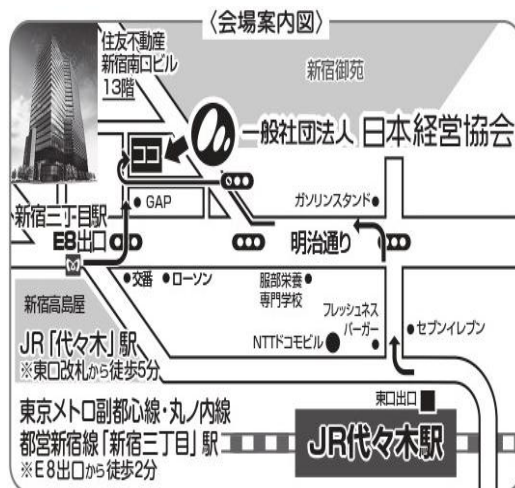 〈会場案内図〉
住友不動産
新宿南口ビル
13階
新宿御苑
一般社団法人 日本経営協会
ココ
GAP
ガソリンスタンド
新宿三丁目駅
E8出口
明治通り
交番
ローソン
服部栄養
専門学校
新宿高島屋
フレッシュネス
バーガー
NTTドコモビル
セブンイレブン
JR「代々木」駅
※東口改札から徒歩5分
東口出口
東京メトロ副都心線・丸ノ内線
都営新宿線「新宿三丁目」駅
※E8出口から徒歩2分
JR代々木駅